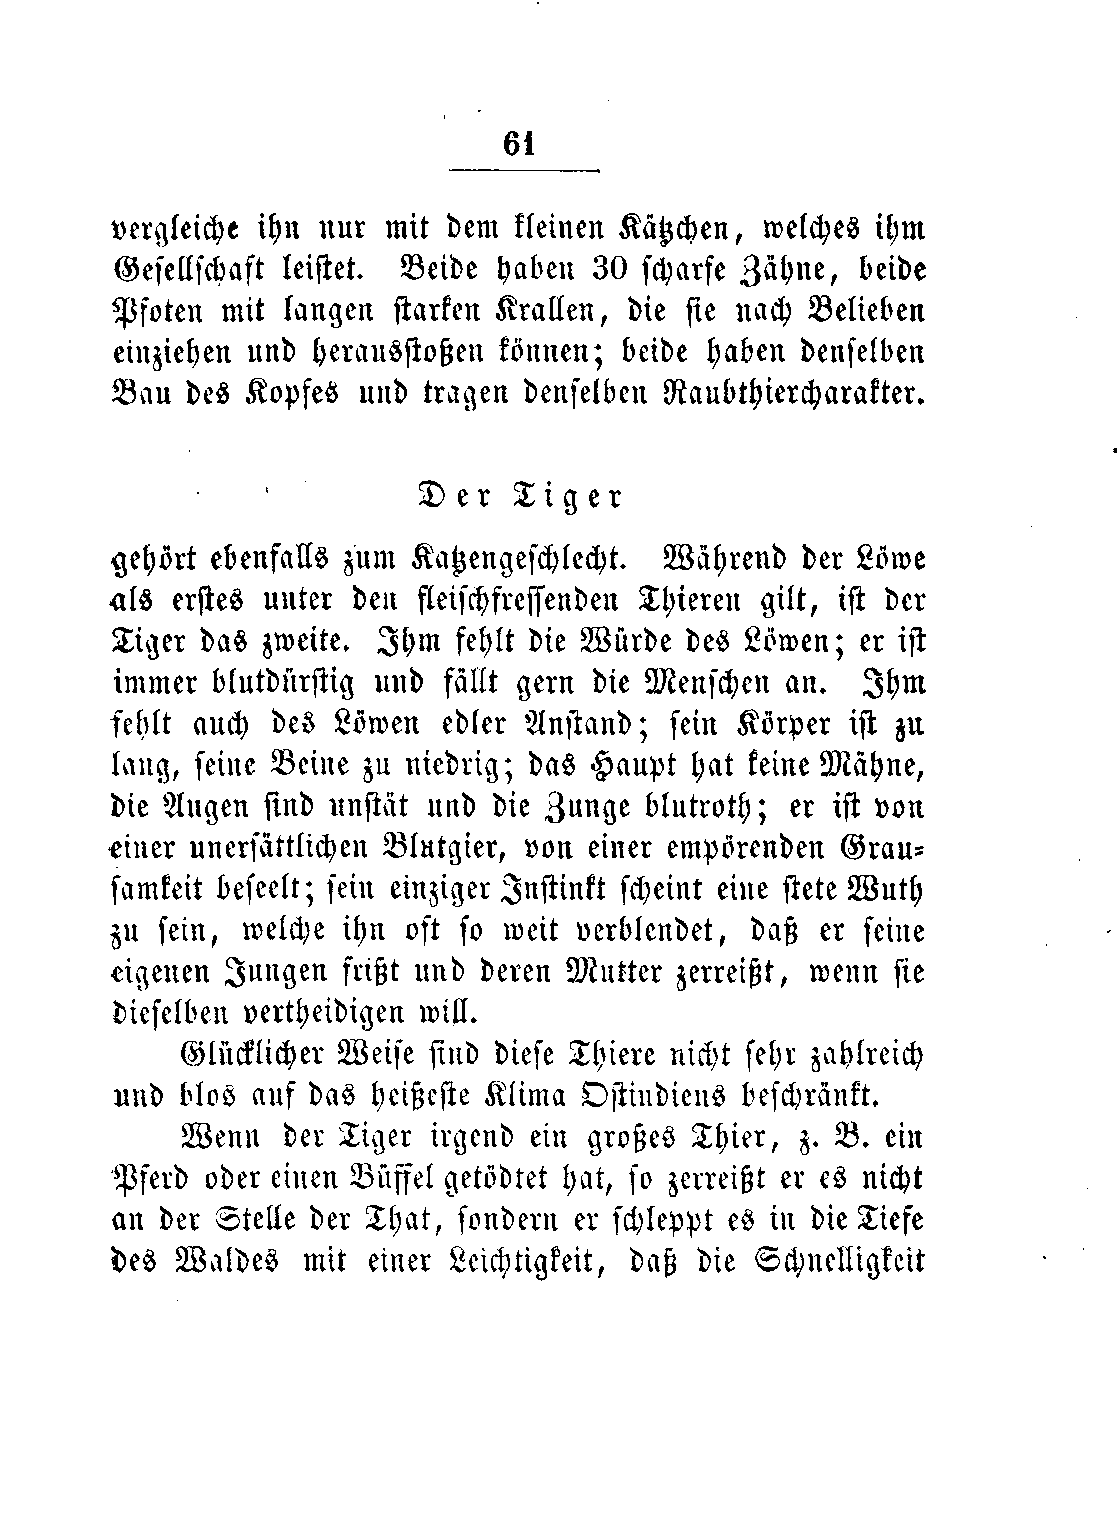 61
vergleiche ihn nur mit dem kleinen Kätzchen, welches ihm
Gesellschaft leistet. Beide haben 30 scharfe Zähne, beide
Pfoten mit langen starken Krallen, die sie nach Belieben
einziehen und herausstoßen können; beide haben denselben
Bau des Kopfes und tragen denselben Raubthiercharakter.
Der Tiger
gehört ebenfalls zum Katzengeschlecht. Während der Löwe
als erstes unter den fleischfressenden Thieren gilt, ist der
Tiger das zweite. Ihm fehlt die Würde des Löwen; er ist
immer blutdürstig und fällt gern die Menschen an. Ihm
fehlt auch des Löwen edler Anstand; sein Körper ist zu
lang, seine Beine zu niedrig; das Haupt hat keine Mähne,
die Augen sind unstät und die Zunge blutroth; er ist von
einer unersättlichen Blutgier, von einer empörenden Grau-
samkeit beseelt; sein einziger Instinkt scheint eine stete Wuth
zu sein, welche ihn oft so weit verblendet, daß er seine
eigenen Jungen frißt und deren Mutter zerreißt, wenn sie
dieselben vertheidigen will.
Glücklicher Weise sind diese Thiere nicht sehr zahlreich
und blos auf das heißeste Klima Ostindiens beschränkt.
Wenn der Tiger irgend ein großes Thier, z. B. ein
Pferd oder einen Büffel getödtet hat, so zerreißt er es nicht
an der Stelle der That, sondern er schleppt es in die Tiefe
des Waldes mit einer Leichtigkeit, daß die Schnelligkeit